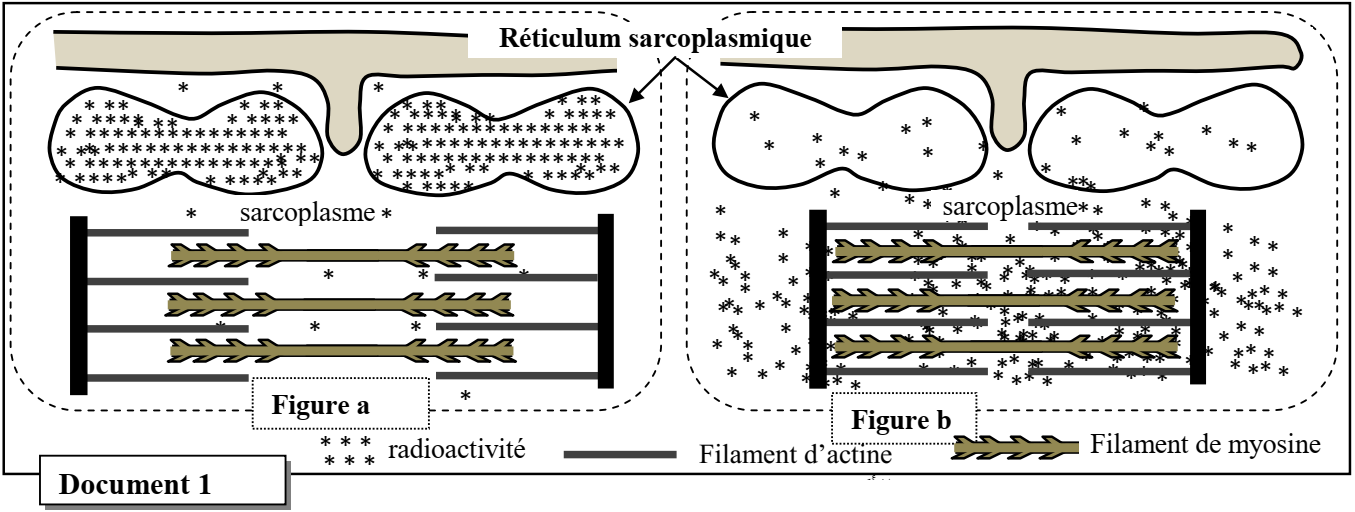 Réticulum sarcoplasmique
sarcoplasme
sarcoplasme
Figure a
Figure b
radioactivité
Filament d’actine
Filament de myosine
Document 1